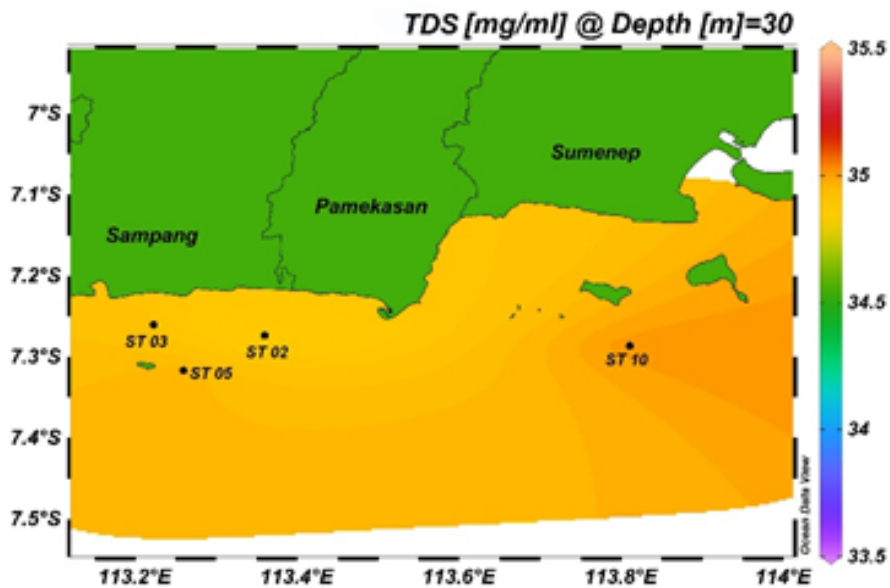 TDS [mg/ml] @ Depth [m]=30
7°S
7.1°S
7.2°S
7.3°S
7.4°S
7.5°S
Sampang
Pamekasan
Sumenep
ST 03
ST 02
ST 05
ST 10
113.2°E
113.4°E
113.6°E
113.8°E
114°E
35.5
35
34.5
34
33.5
Ocean Data View